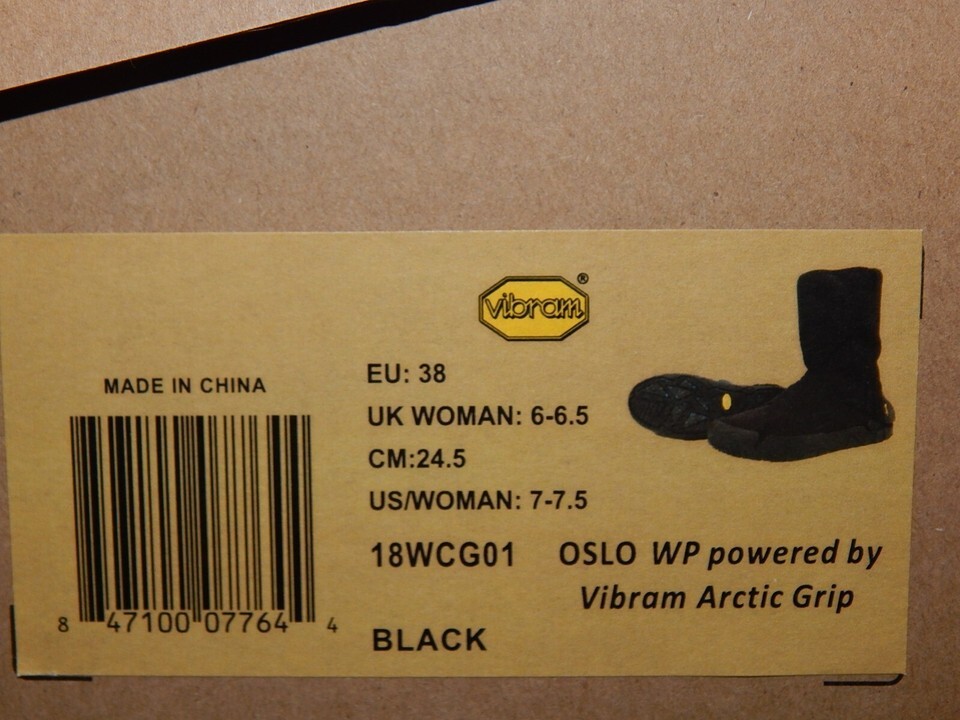 vibram®
MADE IN CHINA
EU: 38
UK WOMAN: 6-6.5
CM:24.5
US/WOMAN: 7-7.5
18WCG01 OSLO WP powered by
Vibram Arctic Grip
8 47100 07764 4
BLACK